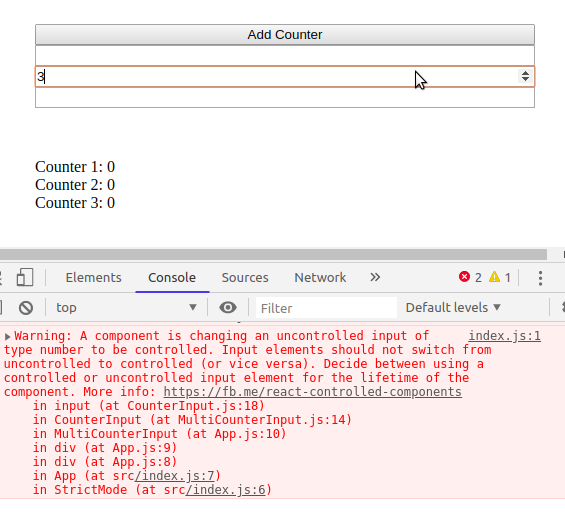 Add Counter
3
Counter 1: 0
Counter 2: 0
Counter 3: 0
Elements Console Sources Network » 2 1
top ▼ Filter Default levels ▼
▶Warning: A component is changing an uncontrolled input of index.js:1
type number to be controlled. Input elements should not switch from
uncontrolled to controlled (or vice versa). Decide between using a
controlled or uncontrolled input element for the lifetime of the
component. More info: https://fb.me/react-controlled-components
in input (at CounterInput.js:18)
in CounterInput (at MultiCounterInput.js:14)
in MultiCounterInput (at App.js:10)
in div (at App.js:9)
in div (at App.js:8)
in App (at src/index.js:7)
in StrictMode (at src/index.js:6)